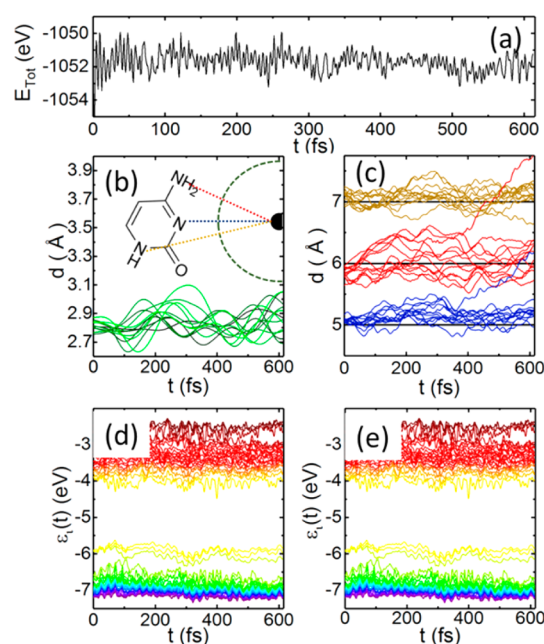 E_Tot (eV)
-1050
-1052
-1054
(a)
0 100 200 300 400 500 600
t (fs)
(b)
d (Å)
3.9
3.7
3.5
3.3
3.1
2.9
2.7
NH2
N
N
H
O
0 200 400 600
t (fs)
(c)
d (Å)
7
6
5
0 200 400 600
t (fs)
(d)
ε_ι(t) (eV)
-3
-4
-5
-6
-7
0 200 400 600
t (fs)
(e)
ε_ι(t) (eV)
-3
-4
-5
-6
-7
0 200 400 600
t (fs)